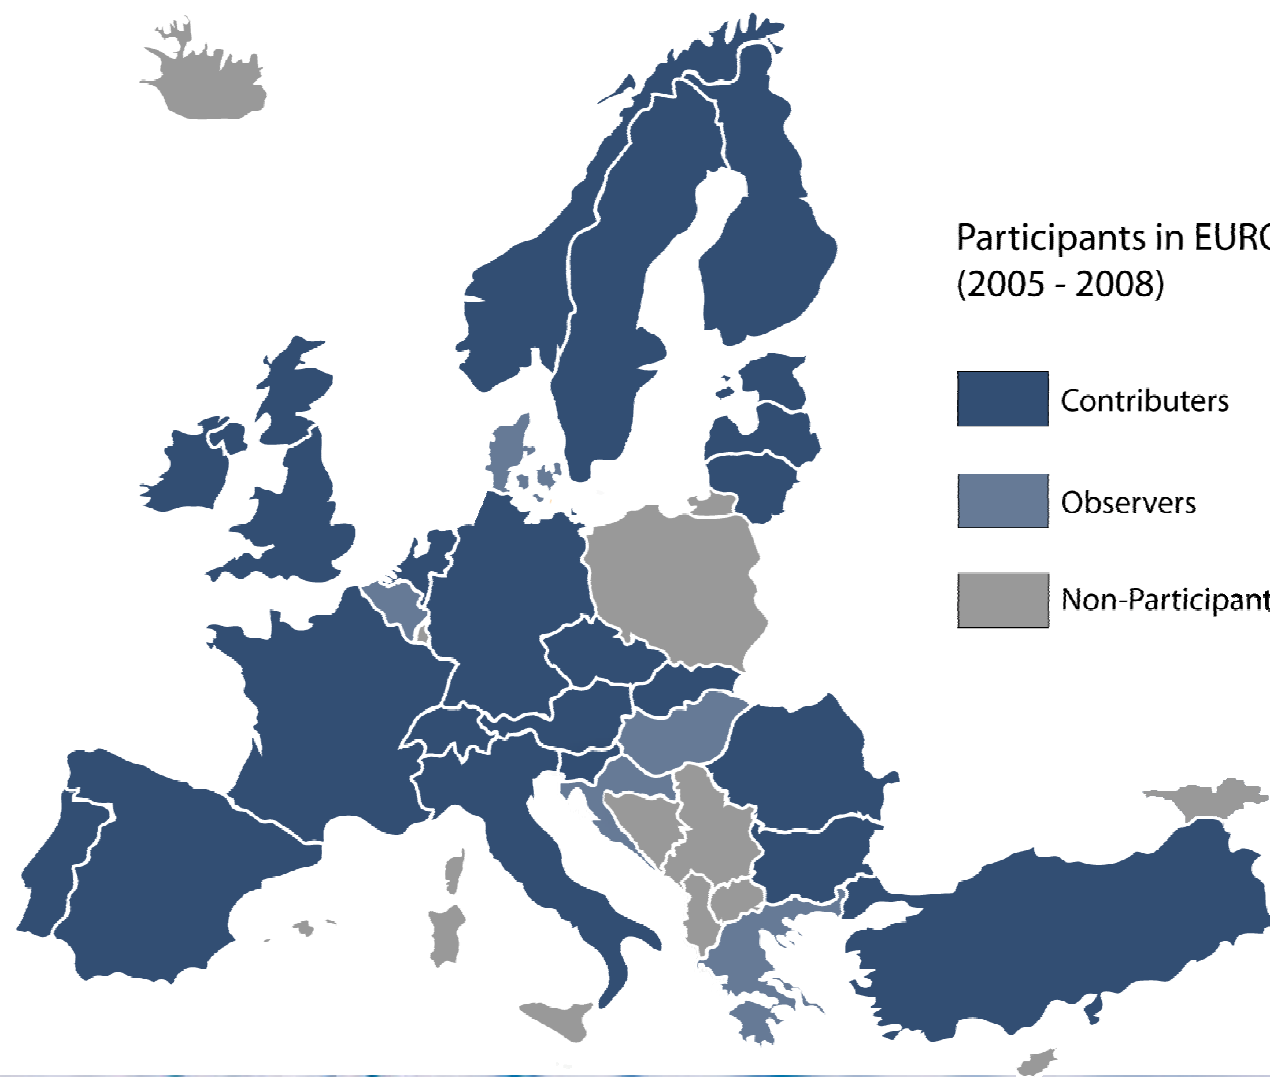 Participants in EURO
(2005 - 2008)
Contributers
Observers
Non-Participant